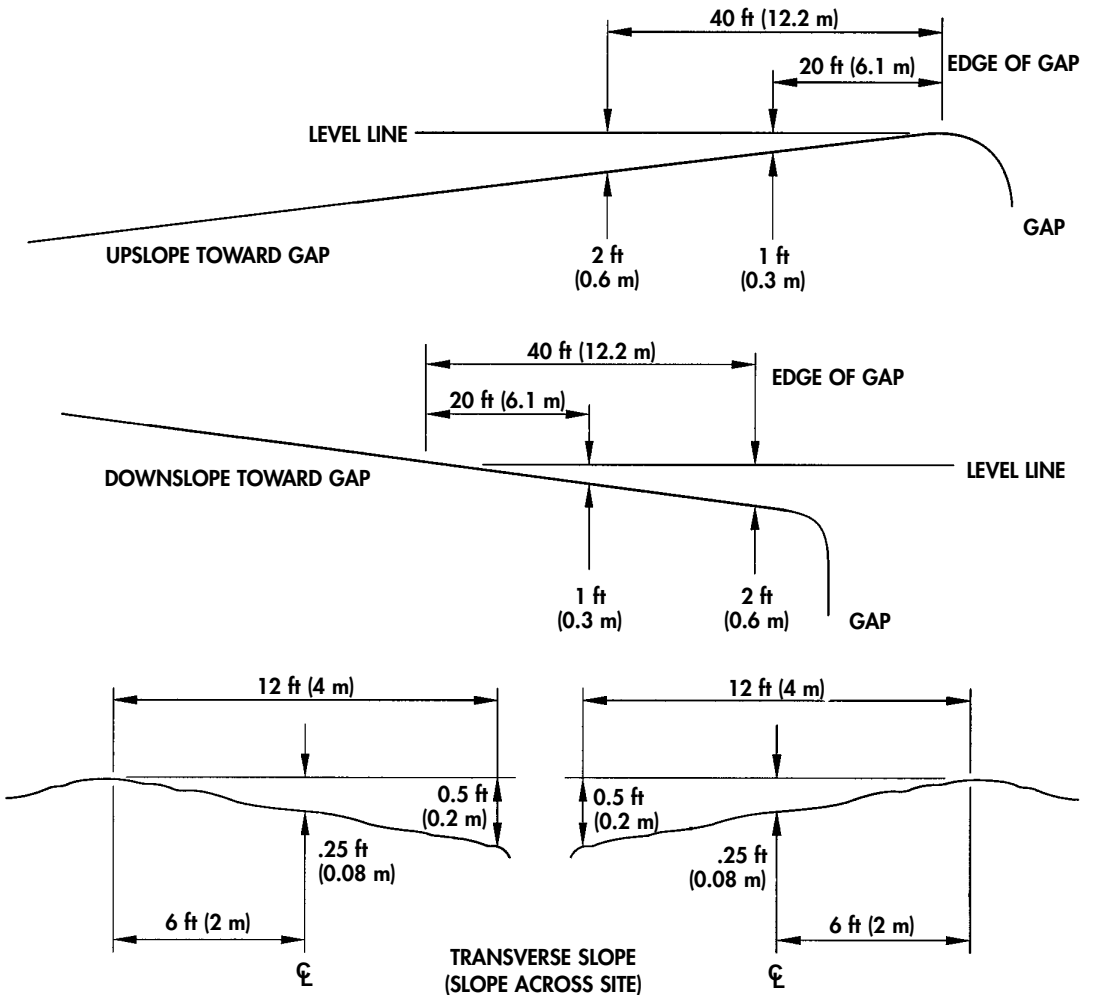 40 ft (12.2 m)
EDGE OF GAP
20 ft (6.1 m)
LEVEL LINE
GAP
UPSLOPE TOWARD GAP
2 ft
(0.6 m)
1 ft
(0.3 m)
40 ft (12.2 m)
EDGE OF GAP
20 ft (6.1 m)
DOWNSLOPE TOWARD GAP
LEVEL LINE
1 ft
(0.3 m)
2 ft
(0.6 m)
GAP
12 ft (4 m)
12 ft (4 m)
0.5 ft
(0.2 m)
0.5 ft
(0.2 m)
.25 ft
(0.08 m)
.25 ft
(0.08 m)
6 ft (2 m)
6 ft (2 m)
℄
TRANSVERSE SLOPE
(SLOPE ACROSS SITE)
℄